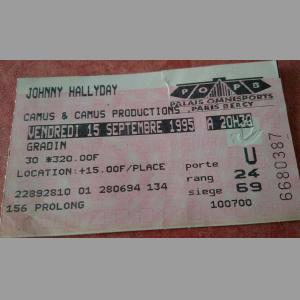 JOHNNY HALLYDAY
P O P B
PALAIS OMNISPORTS
PARIS BERCY
CAMUS & CAMUS PRODUCTIONS
VENDREDI 15 SEPTEMBRE 1995 A 20H30
GRADIN
30 *320.00F
LOCATION:+15.00F/PLACE
porte U
rang 24
siege 69
22892810 01 280694 134
156 PROLONG
100700
6680387